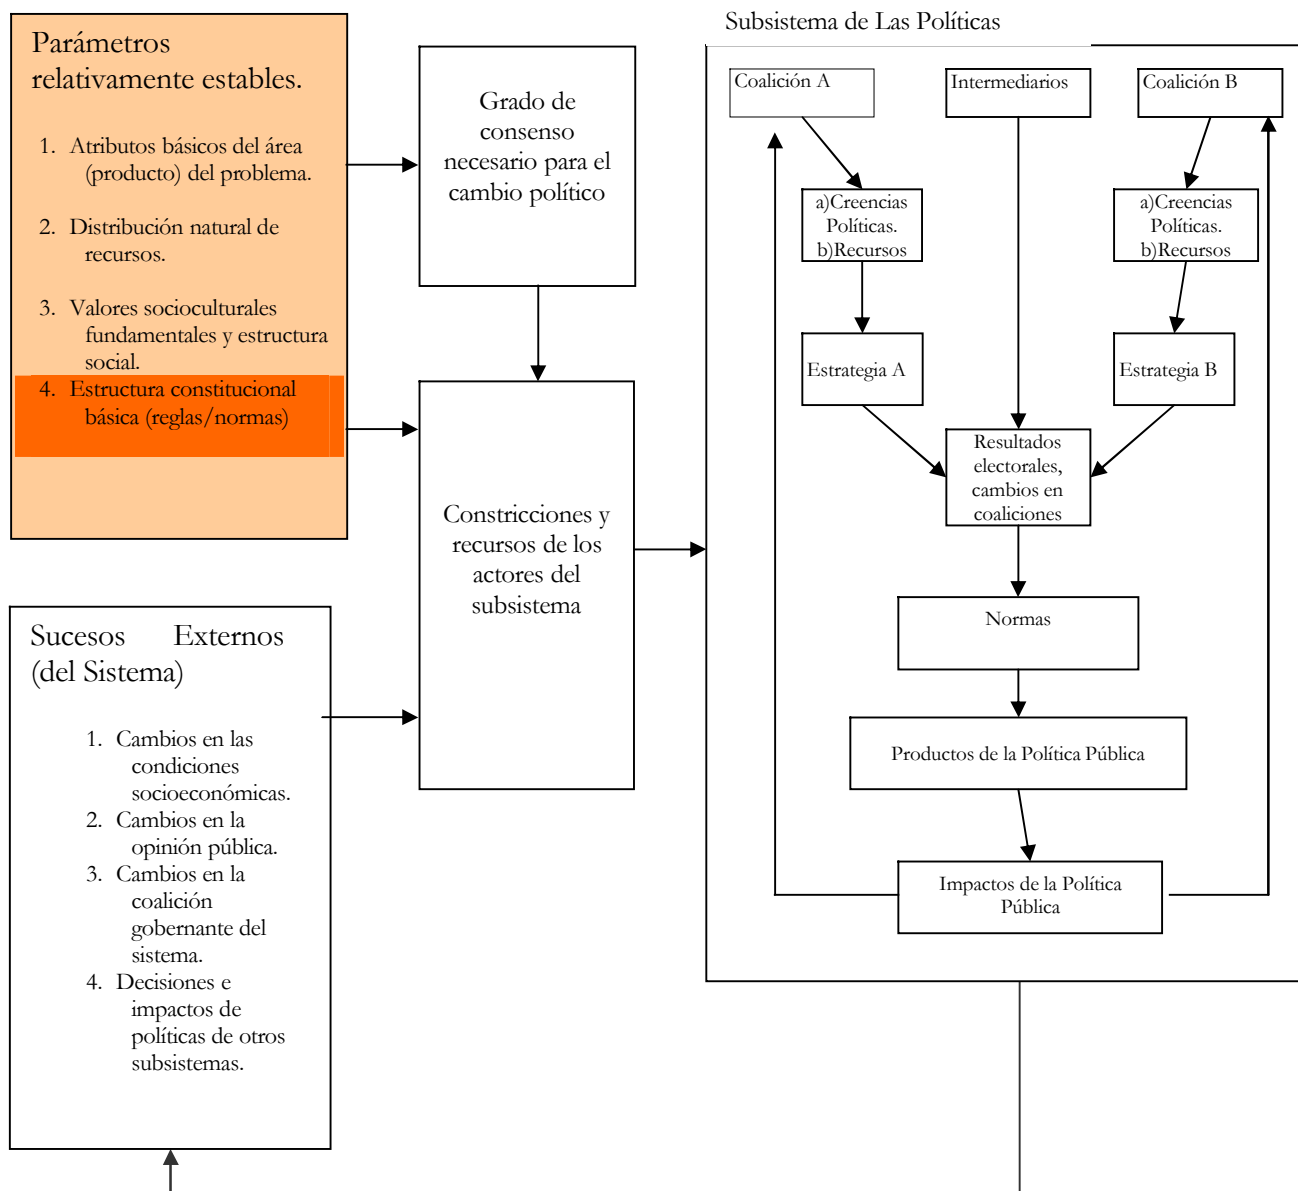 Parámetros
relativamente estables.
1. Atributos básicos del área
(producto) del problema.
2. Distribución natural de
recursos.
3. Valores socioculturales
fundamentales y estructura
social.
4. Estructura constitucional
básica (reglas/normas)
Sucesos Externos
(del Sistema)
1. Cambios en las
condiciones
socioeconómicas.
2. Cambios en la
opinión pública.
3. Cambios en la
coalición
gobernante del
sistema.
4. Decisiones e
impactos de
políticas de otros
subsistemas.
Grado de
consenso
necesario para el
cambio político
Constricciones y
recursos de los
actores del
subsistema
Subsistema de Las Políticas
Coalición A
Intermediarios
Coalición B
a)Creencias
Políticas.
b)Recursos
a)Creencias
Políticas.
b)Recursos
Estrategia A
Estrategia B
Resultados
electorales,
cambios en
coaliciones
Normas
Productos de la Política Pública
Impactos de la Política
Pública